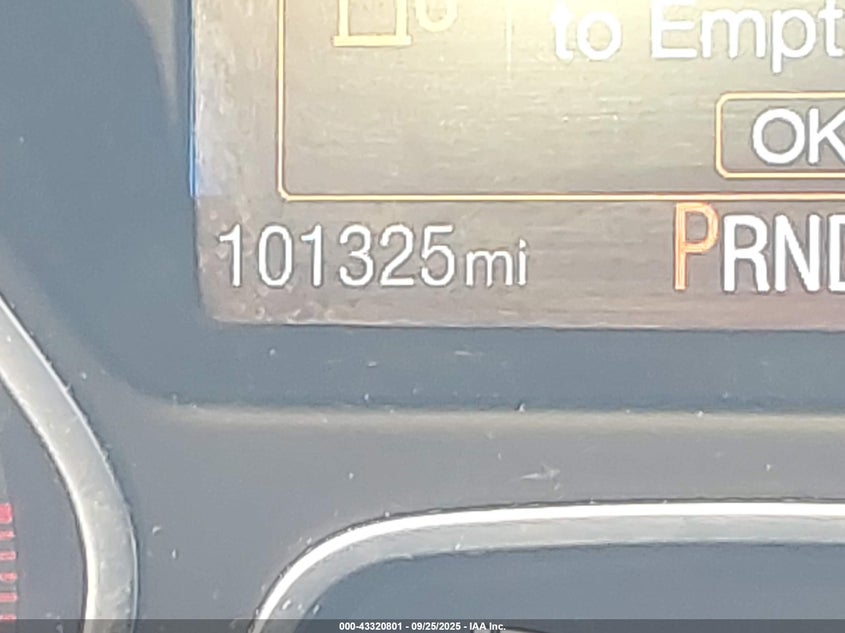 to Empt
OK
101325mi
PRND
000-43320801 - 09/25/2025 - IAA Inc.